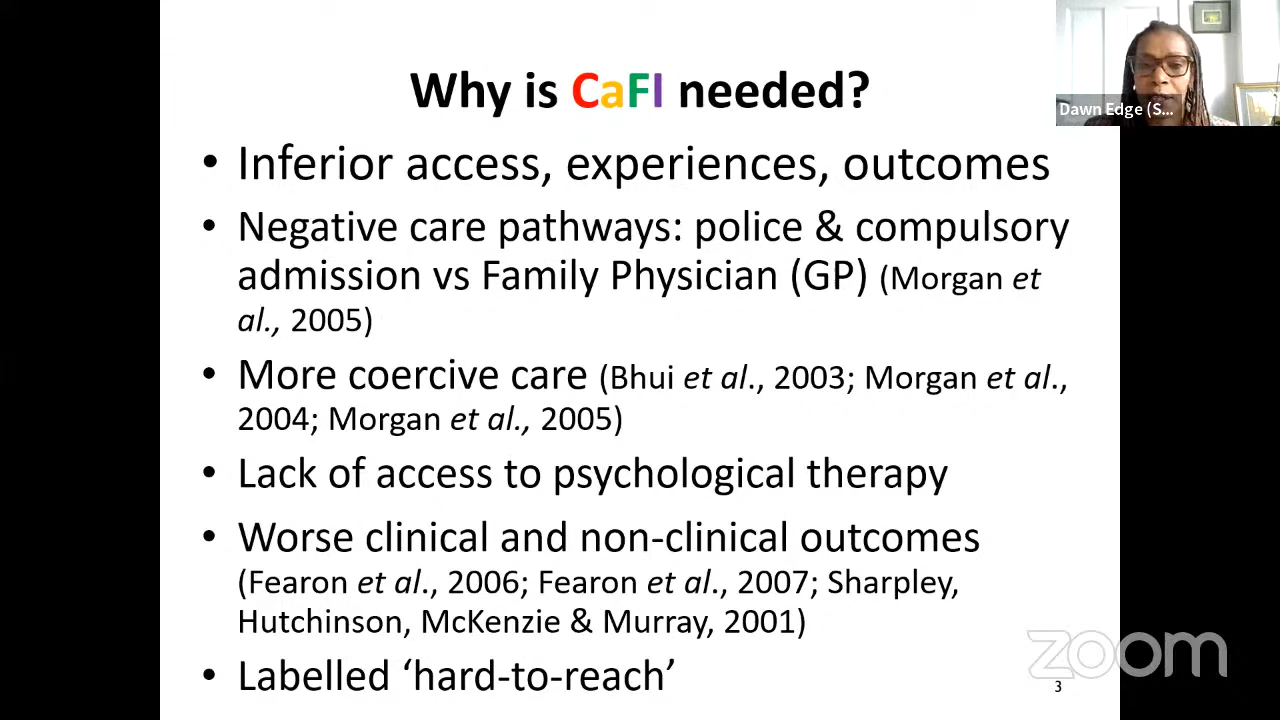 Why is CaFI needed?
Dawn Edge (S...
• Inferior access, experiences, outcomes
• Negative care pathways: police & compulsory
admission vs Family Physician (GP) (Morgan et
al., 2005)
• More coercive care (Bhui et al., 2003; Morgan et al.,
2004; Morgan et al., 2005)
• Lack of access to psychological therapy
• Worse clinical and non-clinical outcomes
(Fearon et al., 2006; Fearon et al., 2007; Sharpley,
Hutchinson, McKenzie & Murray, 2001)
• Labelled ‘hard-to-reach’
zoom
3